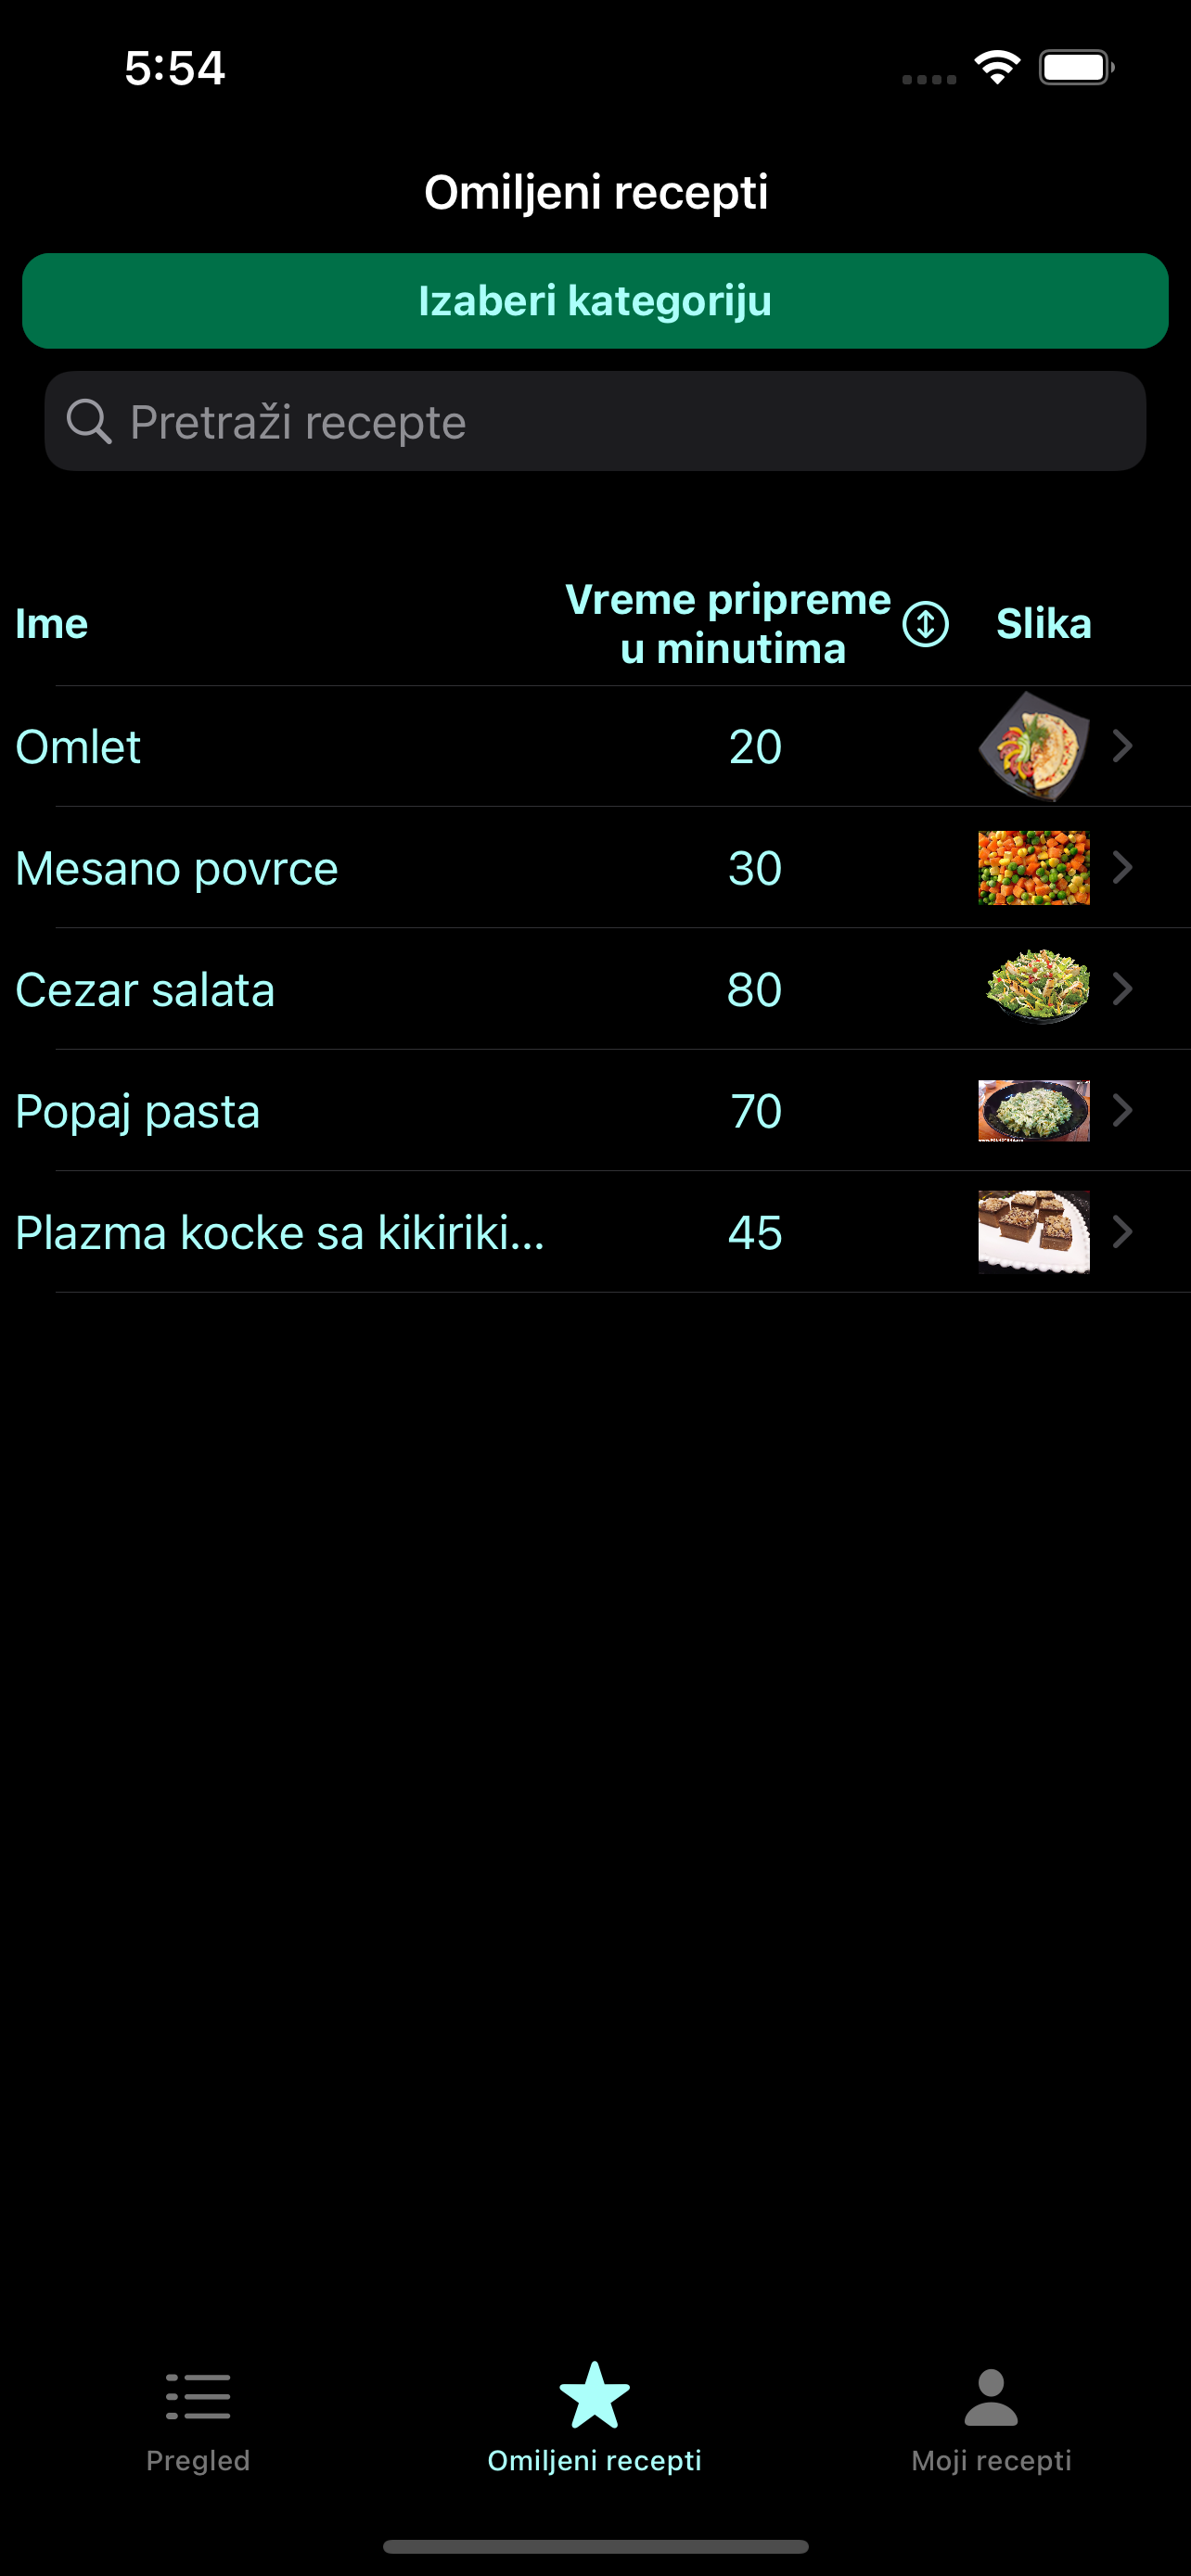 5:54
Omiljeni recepti
Izaberi kategoriju
Pretraži recepte
Ime
Vreme pripreme
u minutima
Slika
Omlet
20
Mesano povrce
30
Cezar salata
80
Popaj pasta
70
Plazma kocke sa kikiriki...
45
Pregled
Omiljeni recepti
Moji recepti